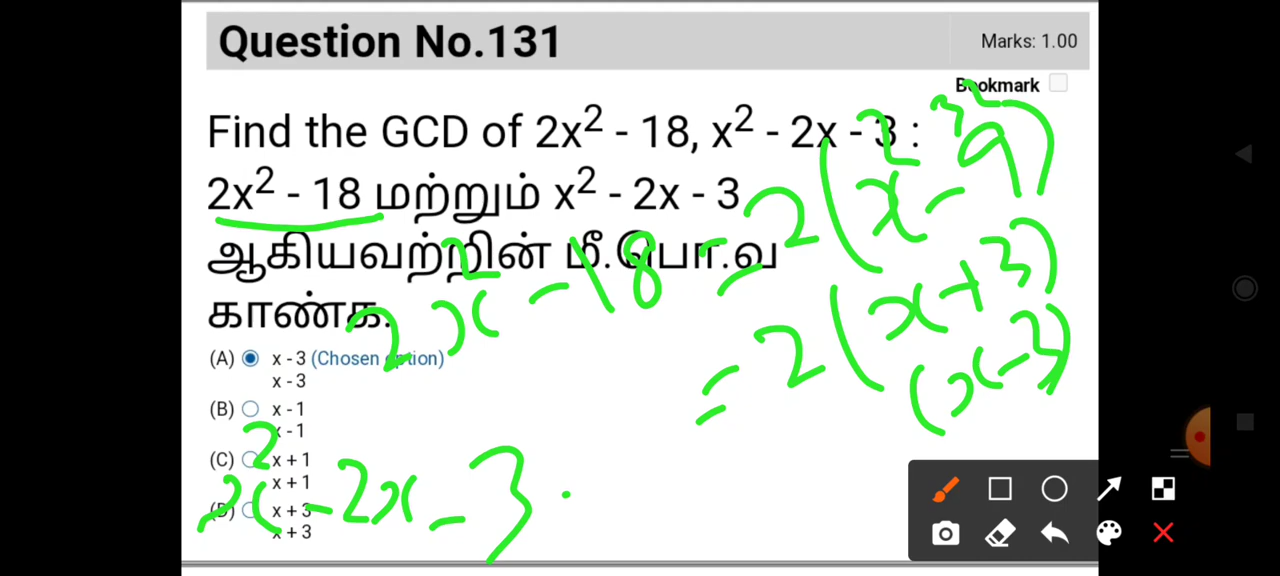 Question No.131
Marks: 1.00
Bookmark
Find the GCD of 2x² - 18, x² - 2x - 3 :
2x² - 18 மற்றும் x² - 2x - 3
ஆகியவற்றின் மீ.பொ.வ
காண்க.
(A) x - 3 (Chosen option)
x - 3
(B) x - 1
x - 1
(C) x + 1
x + 1
(D) x + 3
x + 3
2x² - 18 = 2(x² - 9)
= 2(x + 3)
(x - 3)
x² - 2x - 3